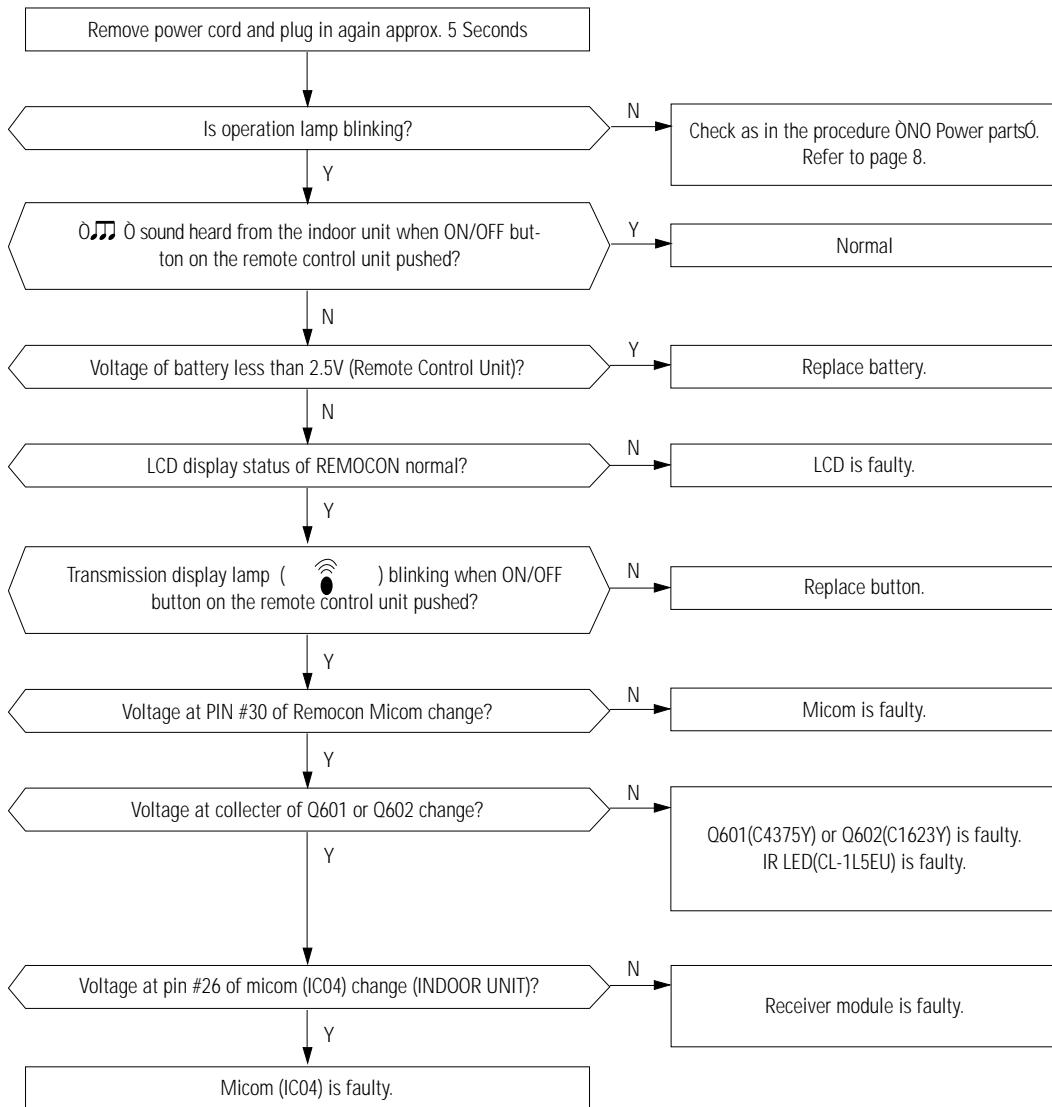 Remove power cord and plug in again approx. 5 Seconds
Is operation lamp blinking?
N
Check as in the procedure ÒNO Power partsÓ.
Refer to page 8.
Y
Ò♫♫ Ò sound heard from the indoor unit when ON/OFF but-
ton on the remote control unit pushed?
Y
Normal
N
Voltage of battery less than 2.5V (Remote Control Unit)?
Y
Replace battery.
N
LCD display status of REMOCON normal?
N
LCD is faulty.
Y
Transmission display lamp ( ) blinking when ON/OFF
button on the remote control unit pushed?
N
Replace button.
Y
Voltage at PIN #30 of Remocon Micom change?
N
Micom is faulty.
Y
Voltage at collecter of Q601 or Q602 change?
N
Q601(C4375Y) or Q602(C1623Y) is faulty.
IR LED(CL-1L5EU) is faulty.
Y
Voltage at pin #26 of micom (IC04) change (INDOOR UNIT)?
N
Receiver module is faulty.
Y
Micom (IC04) is faulty.